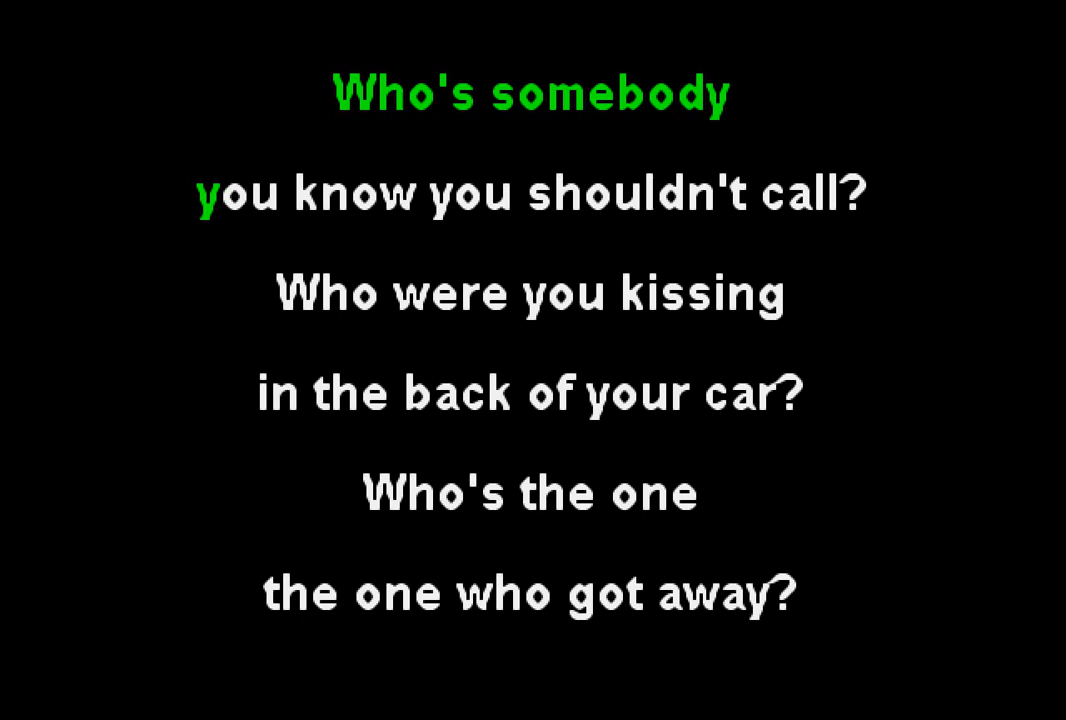 Who's somebody
you know you shouldn't call?
Who were you kissing
in the back of your car?
Who's the one
the one who got away?